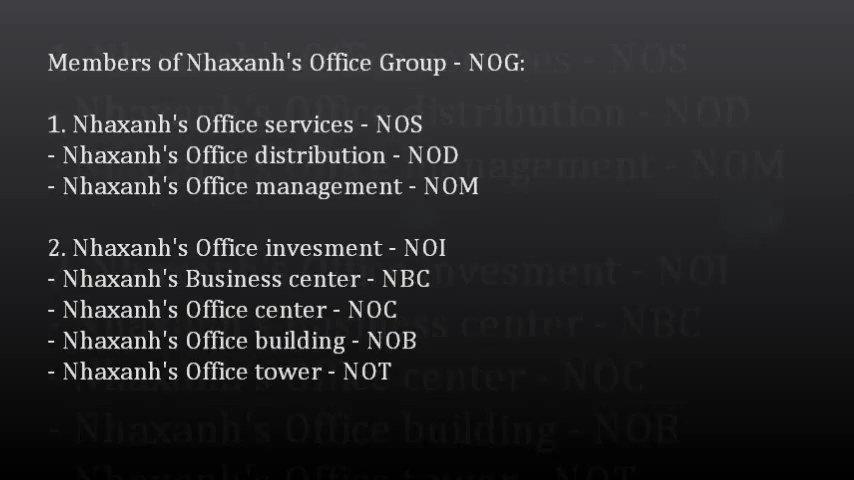 Members of Nhaxanh's Office Group - NOG:
1. Nhaxanh's Office services - NOS
- Nhaxanh's Office distribution - NOD
- Nhaxanh's Office management - NOM
2. Nhaxanh's Office invesment - NOI
- Nhaxanh's Business center - NBC
- Nhaxanh's Office center - NOC
- Nhaxanh's Office building - NOB
- Nhaxanh's Office tower - NOT